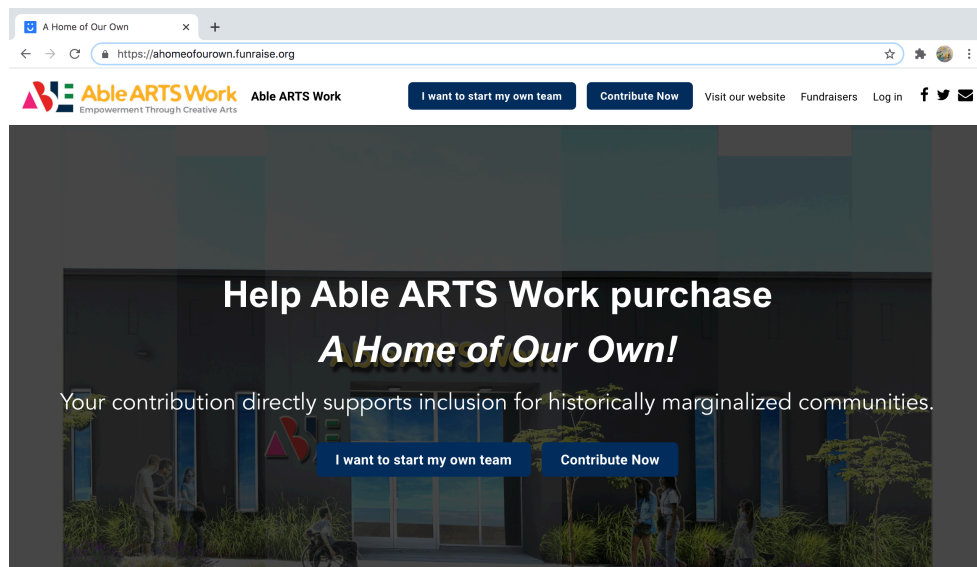 A Home of Our Own
https://ahomeofourown.funraise.org
Able ARTS Work
Empowerment Through Creative Arts
Able ARTS Work
I want to start my own team
Contribute Now
Visit our website
Fundraisers
Log in
Help Able ARTS Work purchase
A Home of Our Own!
Able ARTS Work
Your contribution directly supports inclusion for historically marginalized communities.
I want to start my own team
Contribute Now